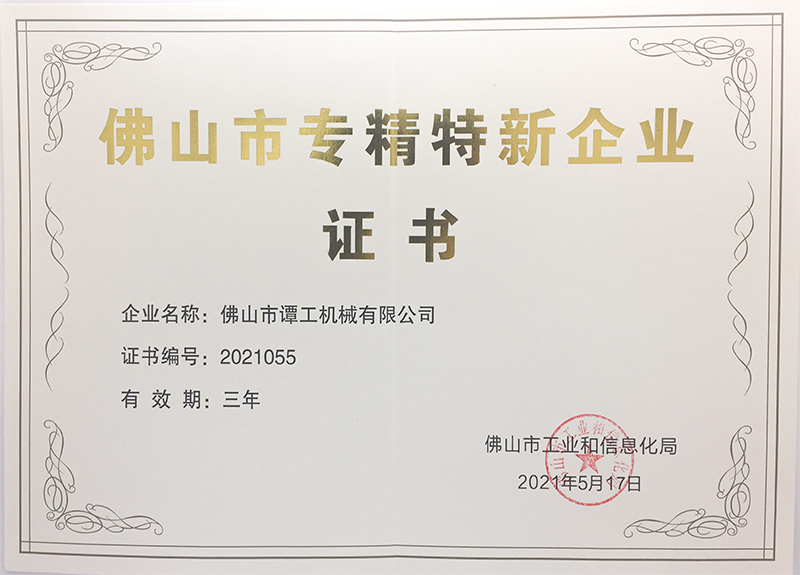 佛山市专精特新企业
证书
企业名称：佛山市谭工机械有限公司
证书编号：2021055
有效期：三年
佛山市工业和信息化局
2021年5月17日